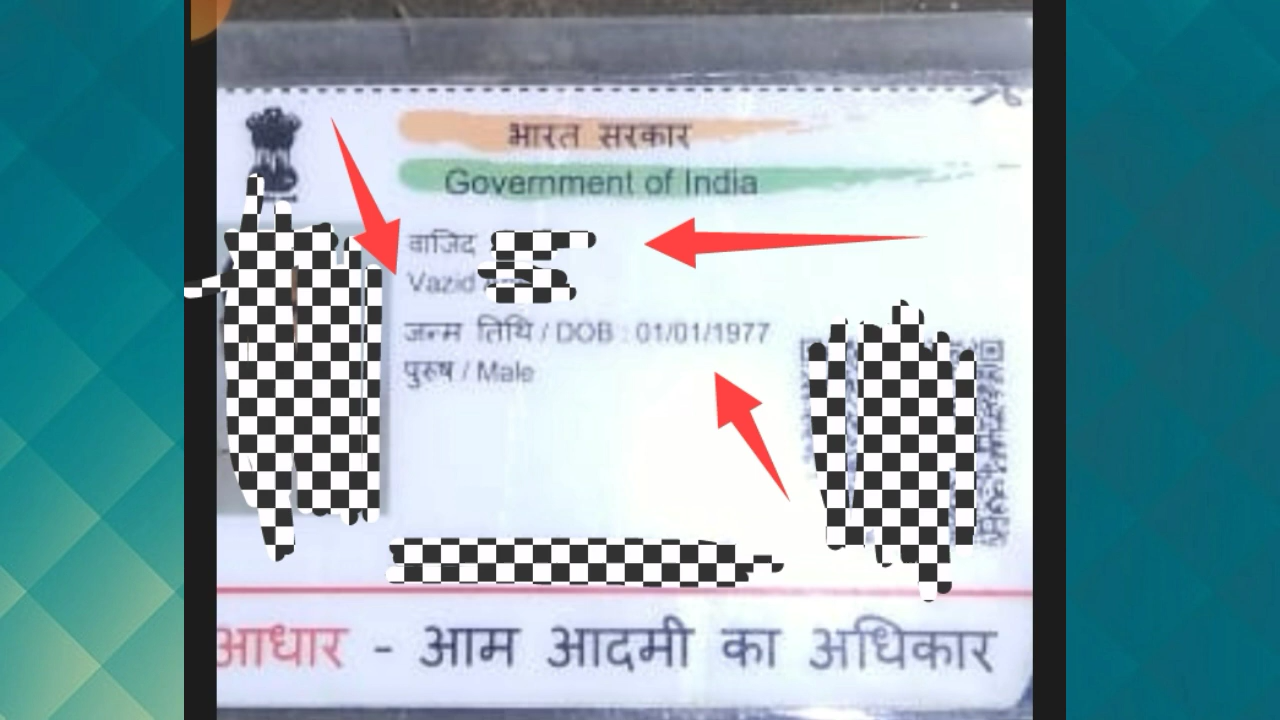 भारत सरकार
Government of India
वाजिद
Vazid
जन्म तिथि / DOB : 01/01/1977
पुरुष / Male
आधार - आम आदमी का अधिकार